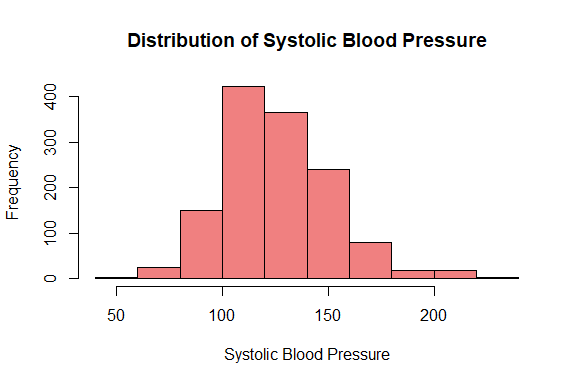 Distribution of Systolic Blood Pressure
Frequency
400
300
200
100
0
50 100 150 200
Systolic Blood Pressure